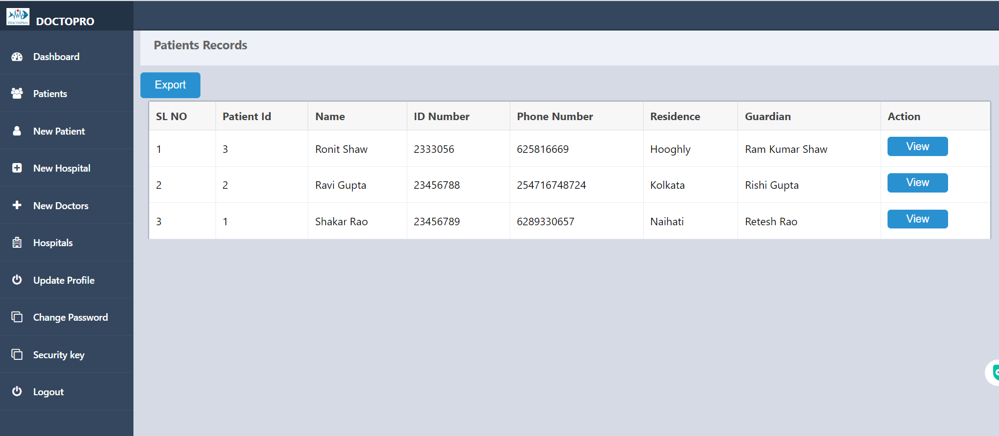 DOCTOPRO
DOCTOPRO
Dashboard
Patients
New Patient
New Hospital
New Doctors
Hospitals
Update Profile
Change Password
Security key
Logout
Patients Records
Export
SL NO Patient Id Name ID Number Phone Number Residence Guardian Action
1 3 Ronit Shaw 2333056 625816669 Hooghly Ram Kumar Shaw View
2 2 Ravi Gupta 23456788 254716748724 Kolkata Rishi Gupta View
3 1 Shakar Rao 23456789 6289330657 Naihati Retesh Rao View